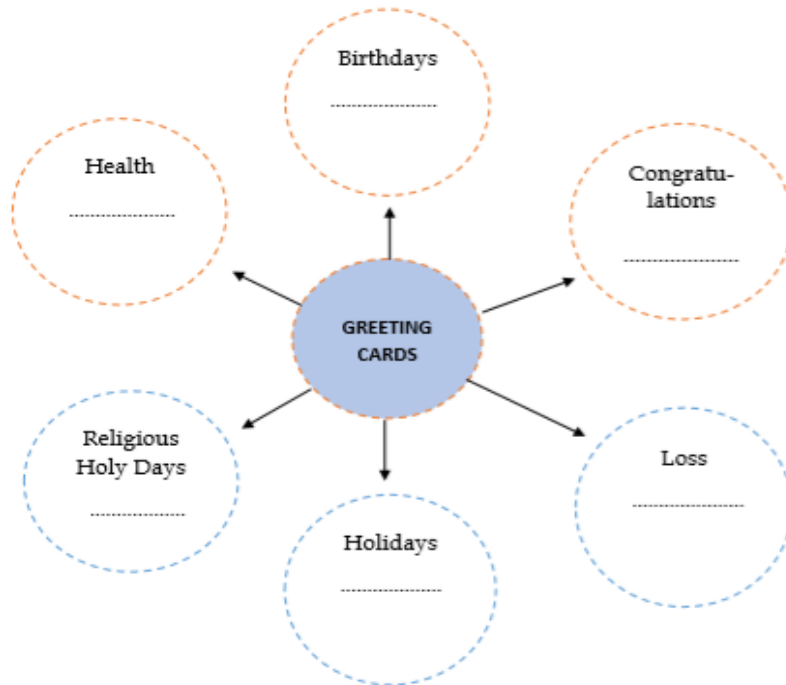 Birthdays
Health
Congratu-
lations
GREETING
CARDS
Religious
Holy Days
Loss
Holidays